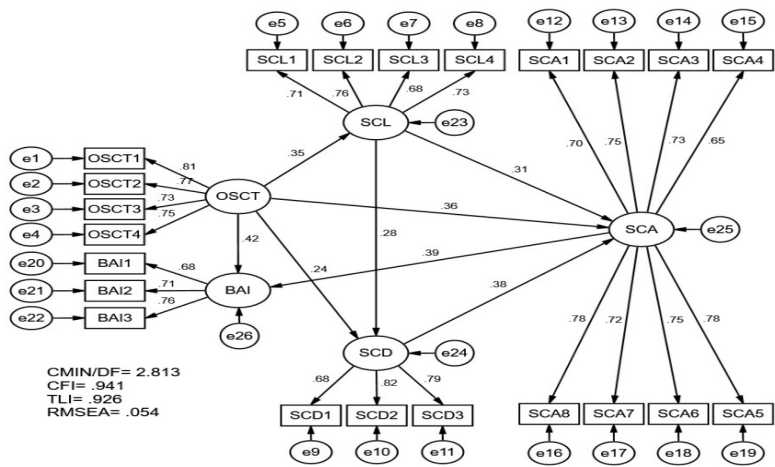 e5 e6 e7 e8 e12 e13 e14 e15
SCL1 SCL2 SCL3 SCL4 SCA1 SCA2 SCA3 SCA4
.71 .76 .68 .73
SCL e23
.70 .75 .73 .65
e1 OSCT1 .81
.35 .31
e2 OSCT2 .77
e3 OSCT3 .73 OSCT .36
e4 OSCT4 .75
.42 .28 SCA e25
e20 BAI1 .68 .24 .39
e21 BAI2 .71 BAI .38
e22 BAI3 .76
e26
.78 .72 .75 .78
SCD e24
CMIN/DF= 2.813
CFI= .941
TLI= .926
RMSEA= .054
.68 .82 .79
SCD1 SCD2 SCD3 SCA8 SCA7 SCA6 SCA5
e9 e10 e11 e16 e17 e18 e19